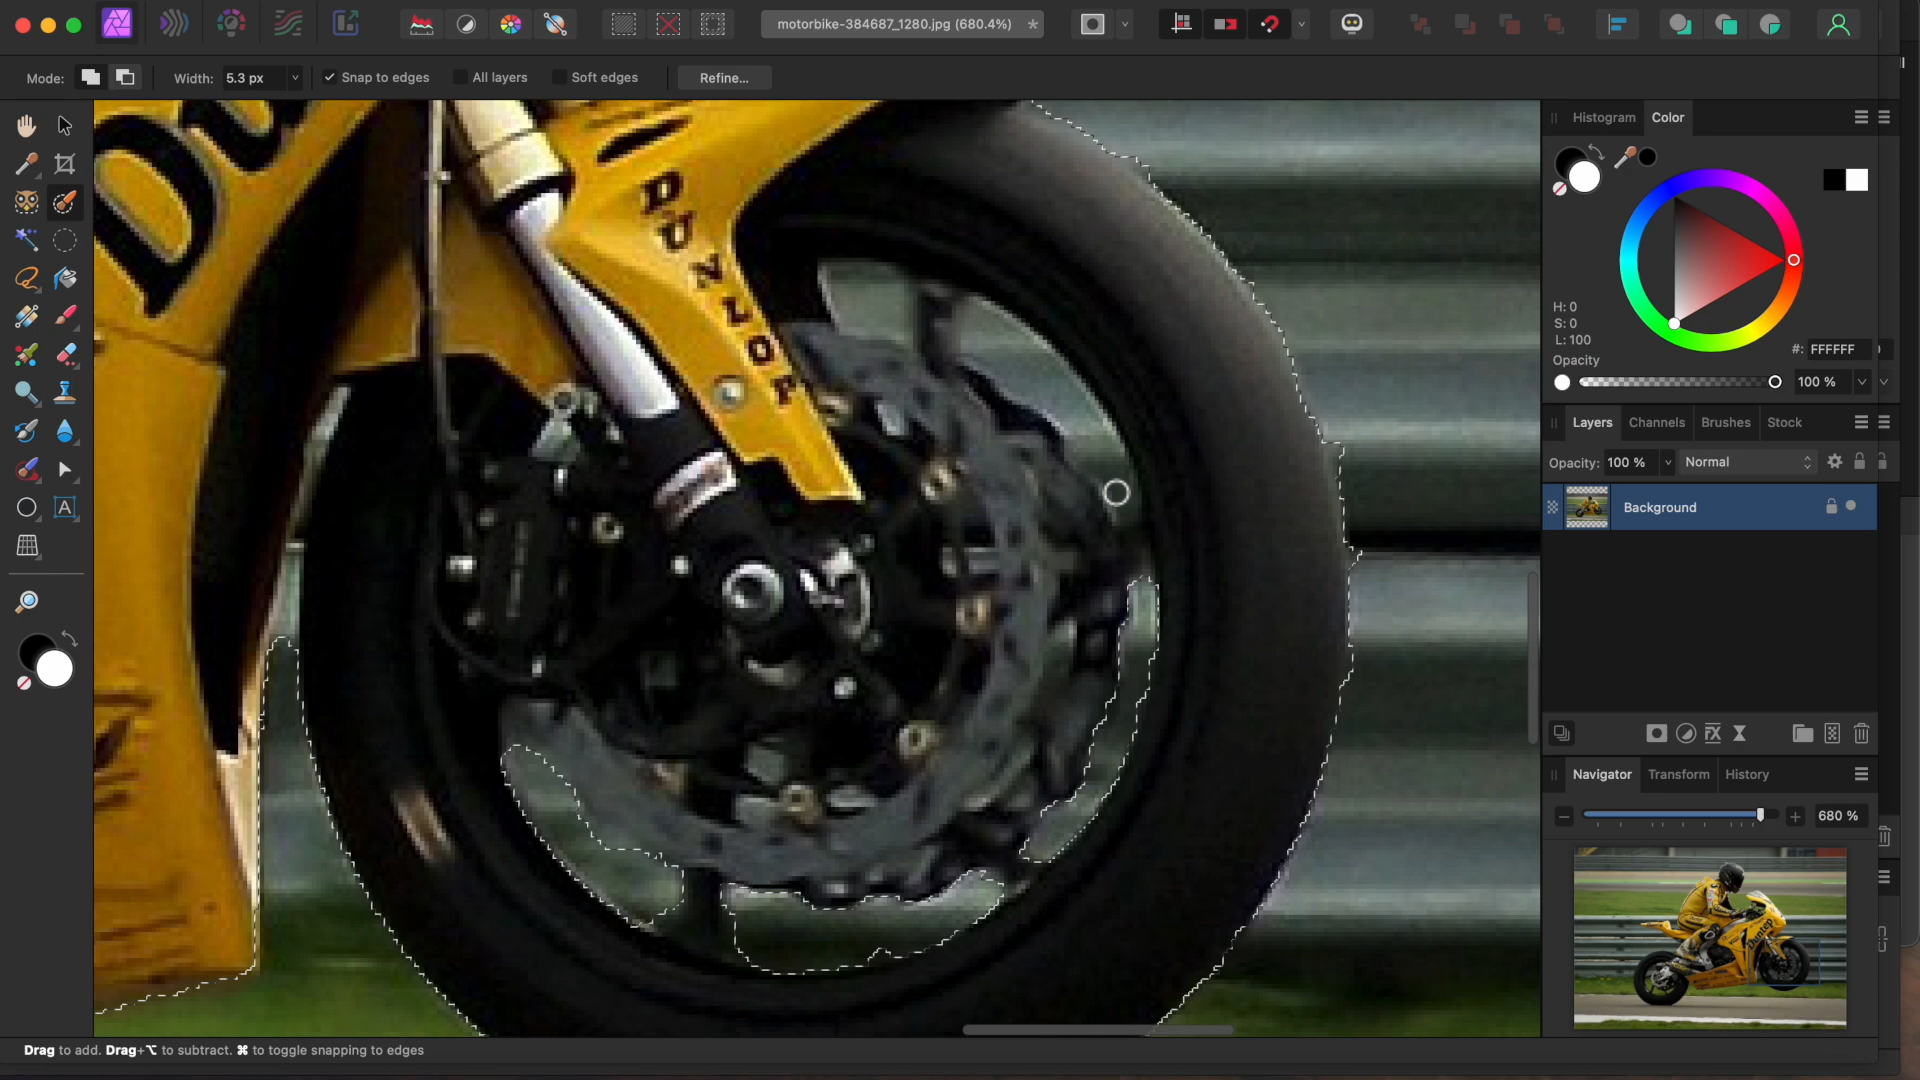 motorbike-384687_1280.jpg (680.4%)
Mode:
Width: 5.3 px
Snap to edges
All layers
Soft edges
Refine...
Histogram
Color
H: 0
S: 0
L: 100
#: FFFFFF
Opacity
100 %
Layers
Channels
Brushes
Stock
Opacity: 100 %
Normal
Background
Navigator
Transform
History
680 %
Du
DUNLOP
Drag to add. Drag+⌥ to subtract. ⌘ to toggle snapping to edges